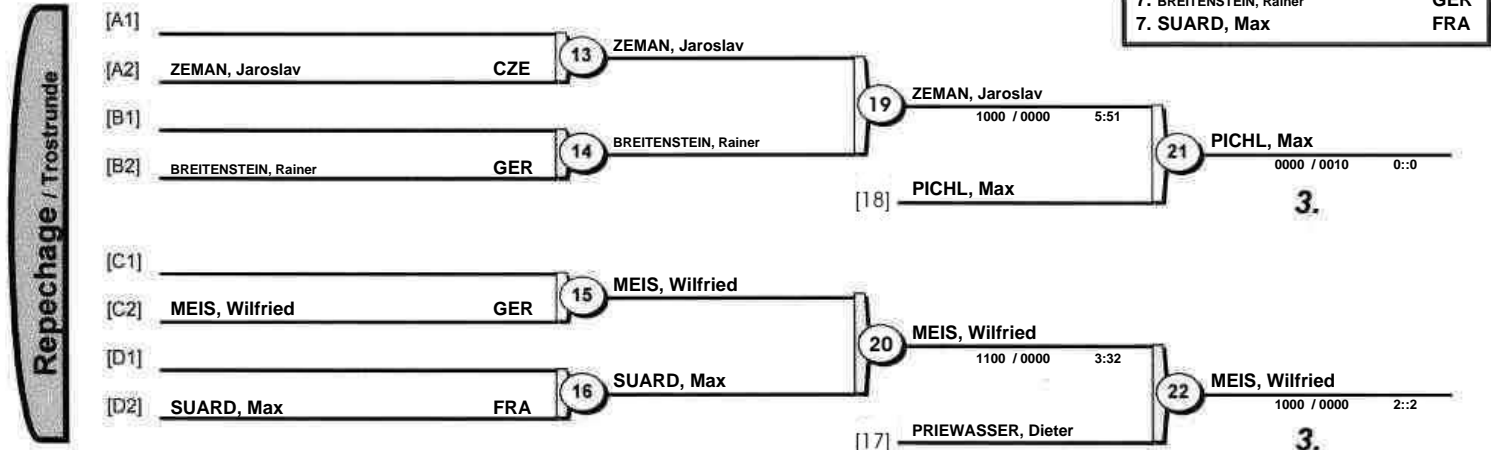 7. BREITENSTEIN, Rainer GER
7. SUARD, Max FRA
Repechage / Trostrunde
[A1]
[A2] ZEMAN, Jaroslav CZE
13
ZEMAN, Jaroslav
[B1]
[B2] BREITENSTEIN, Rainer GER
14
BREITENSTEIN, Rainer
19
ZEMAN, Jaroslav
1000 / 0000 5:51
[18] PICHL, Max
21
PICHL, Max
0000 / 0010 0::0
3.
[C1]
[C2] MEIS, Wilfried GER
15
MEIS, Wilfried
[D1]
[D2] SUARD, Max FRA
16
SUARD, Max
20
MEIS, Wilfried
1100 / 0000 3:32
[17] PRIEWASSER, Dieter
22
MEIS, Wilfried
1000 / 0000 2::2
3.